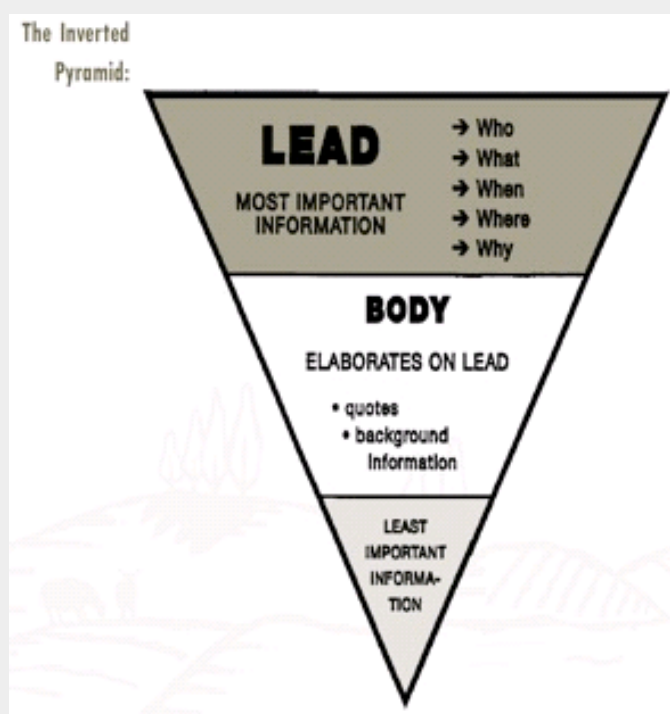 The Inverted
Pyramid:
LEAD
MOST IMPORTANT
INFORMATION
→ Who
→ What
→ When
→ Where
→ Why
BODY
ELABORATES ON LEAD
• quotes
• background
Information
LEAST
IMPORTANT
INFORMA-
TION